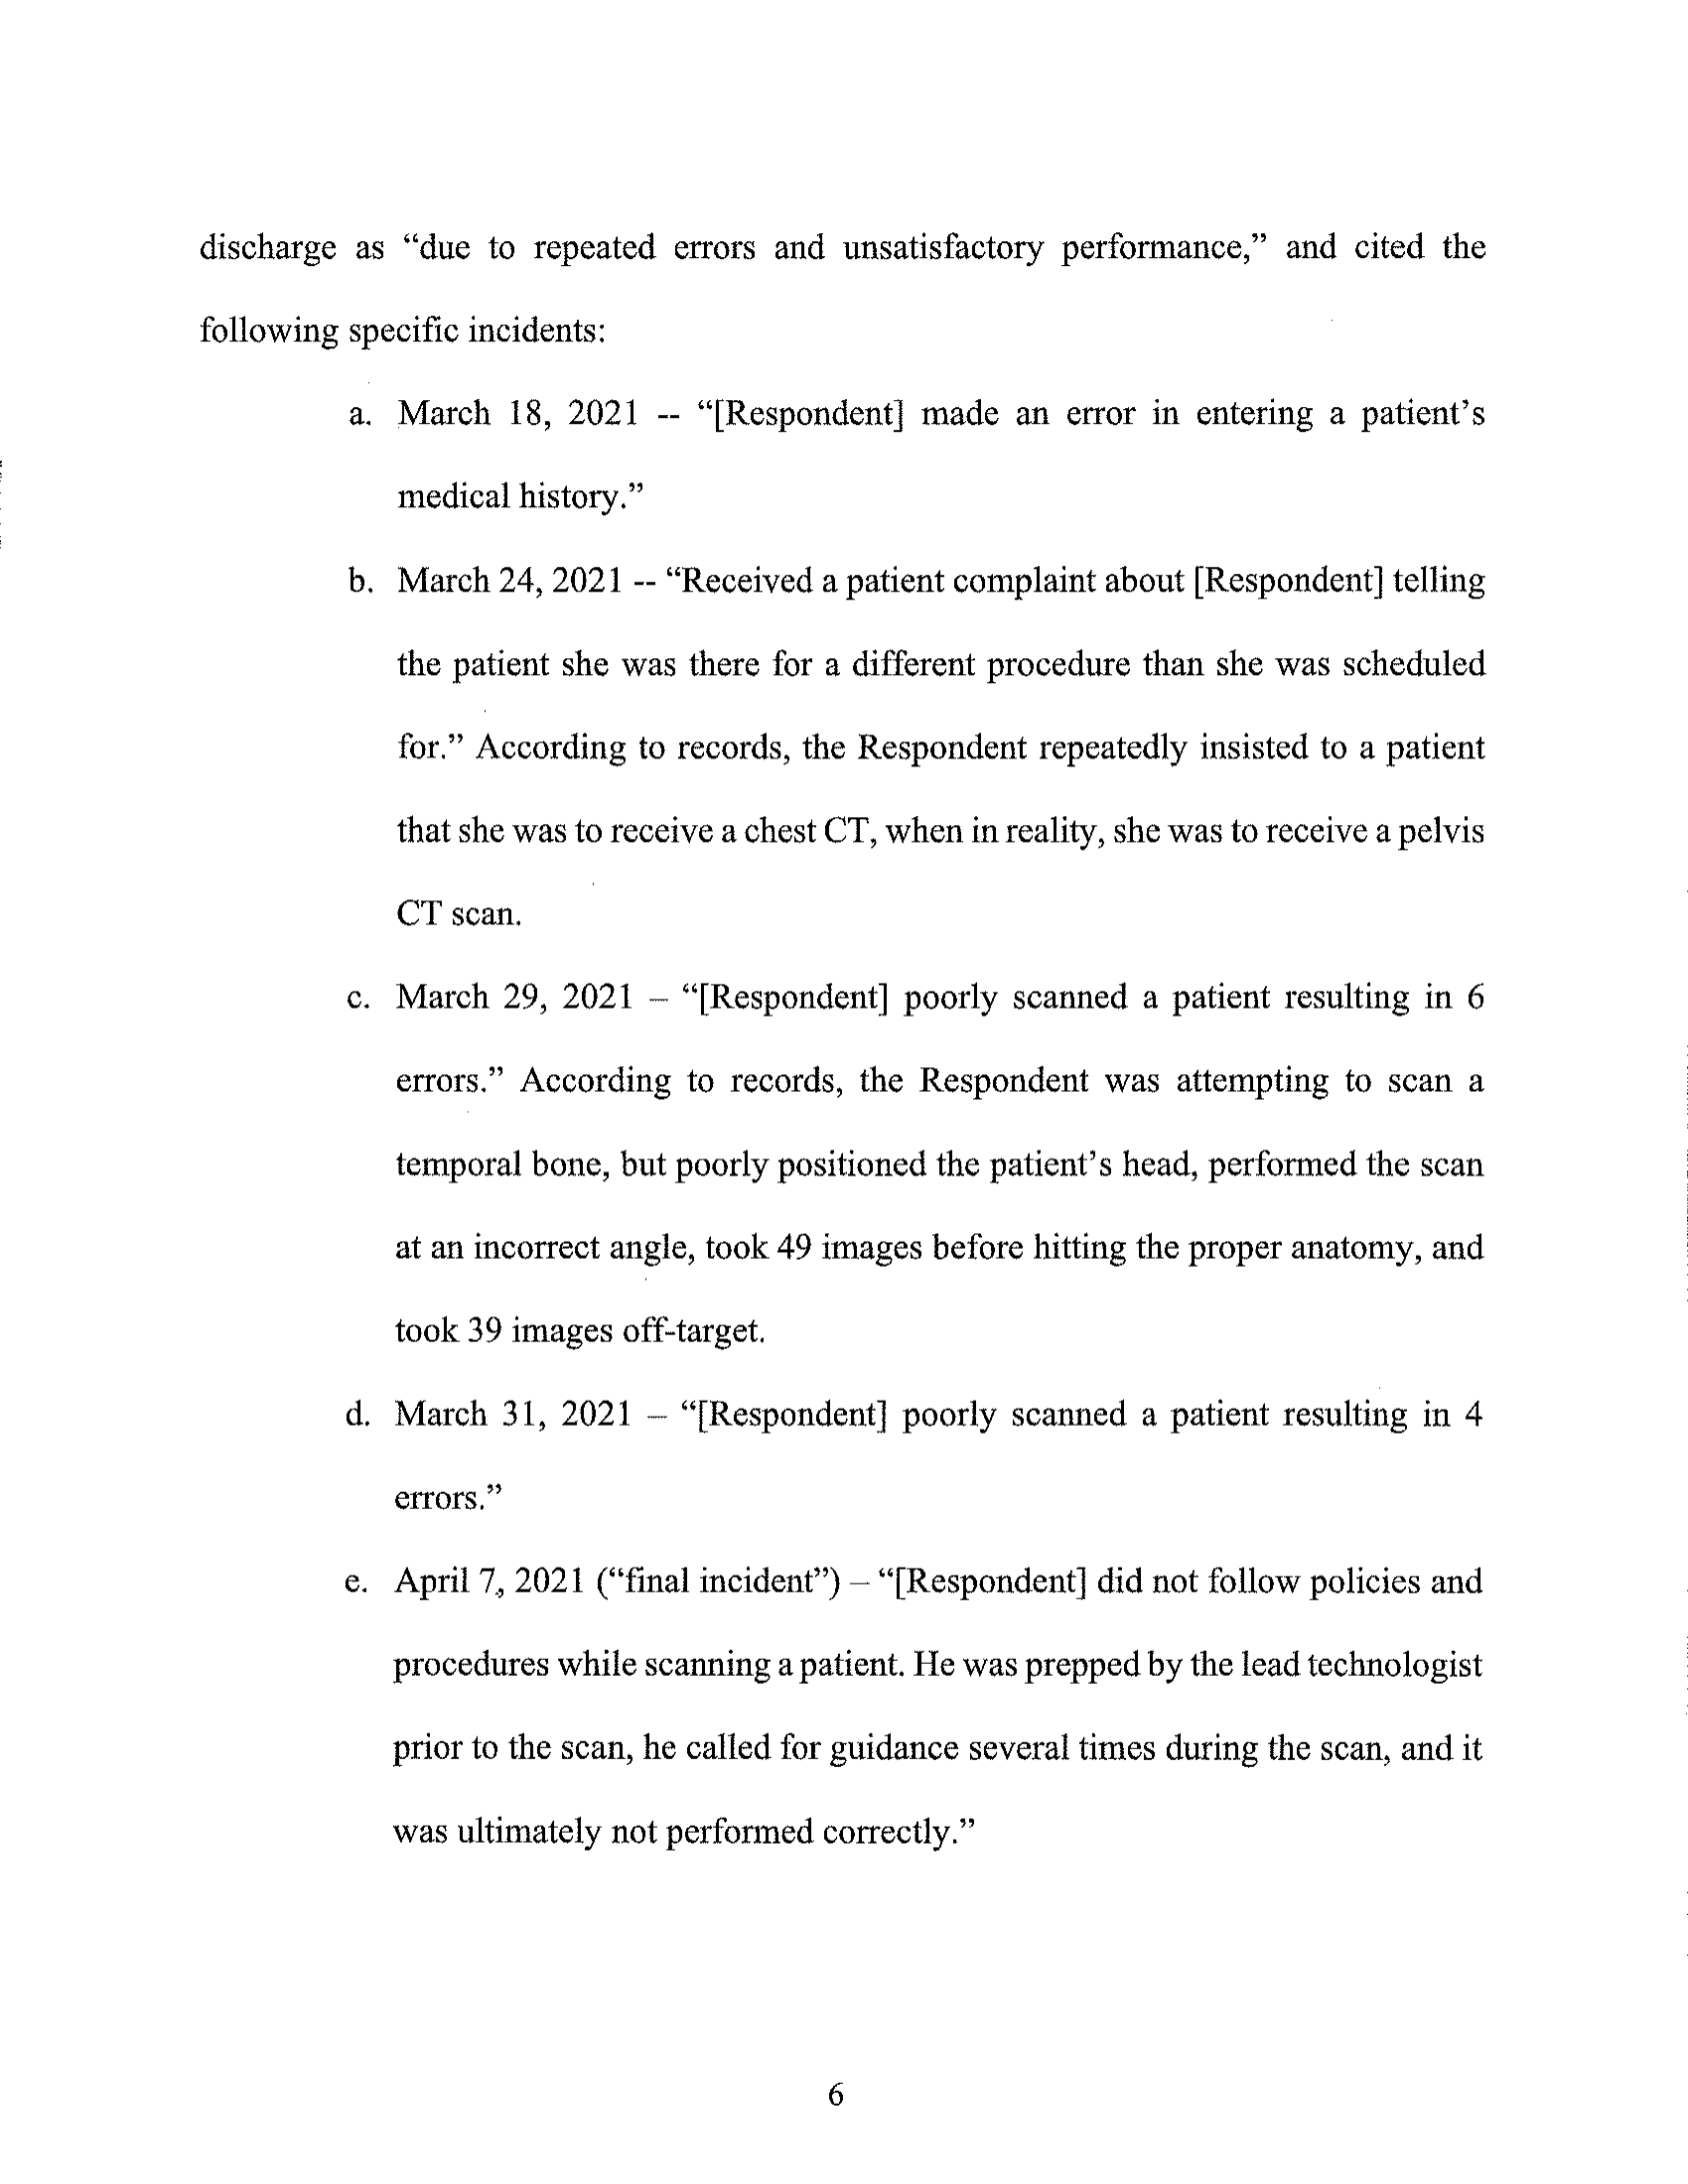 discharge as “due to repeated errors and unsatisfactory performance,” and cited the
following specific incidents:
a. March 18, 2021 -- “[Respondent] made an error in entering a patient’s
medical history.”
b. March 24, 2021 -- “Received a patient complaint about [Respondent] telling
the patient she was there for a different procedure than she was scheduled
for.” According to records, the Respondent repeatedly insisted to a patient
that she was to receive a chest CT, when in reality, she was to receive a pelvis
CT scan.
c. March 29, 2021 – “[Respondent] poorly scanned a patient resulting in 6
errors.” According to records, the Respondent was attempting to scan a
temporal bone, but poorly positioned the patient’s head, performed the scan
at an incorrect angle, took 49 images before hitting the proper anatomy, and
took 39 images off-target.
d. March 31, 2021 – “[Respondent] poorly scanned a patient resulting in 4
errors.”
e. April 7, 2021 (“final incident”) – “[Respondent] did not follow policies and
procedures while scanning a patient. He was prepped by the lead technologist
prior to the scan, he called for guidance several times during the scan, and it
was ultimately not performed correctly.”
6